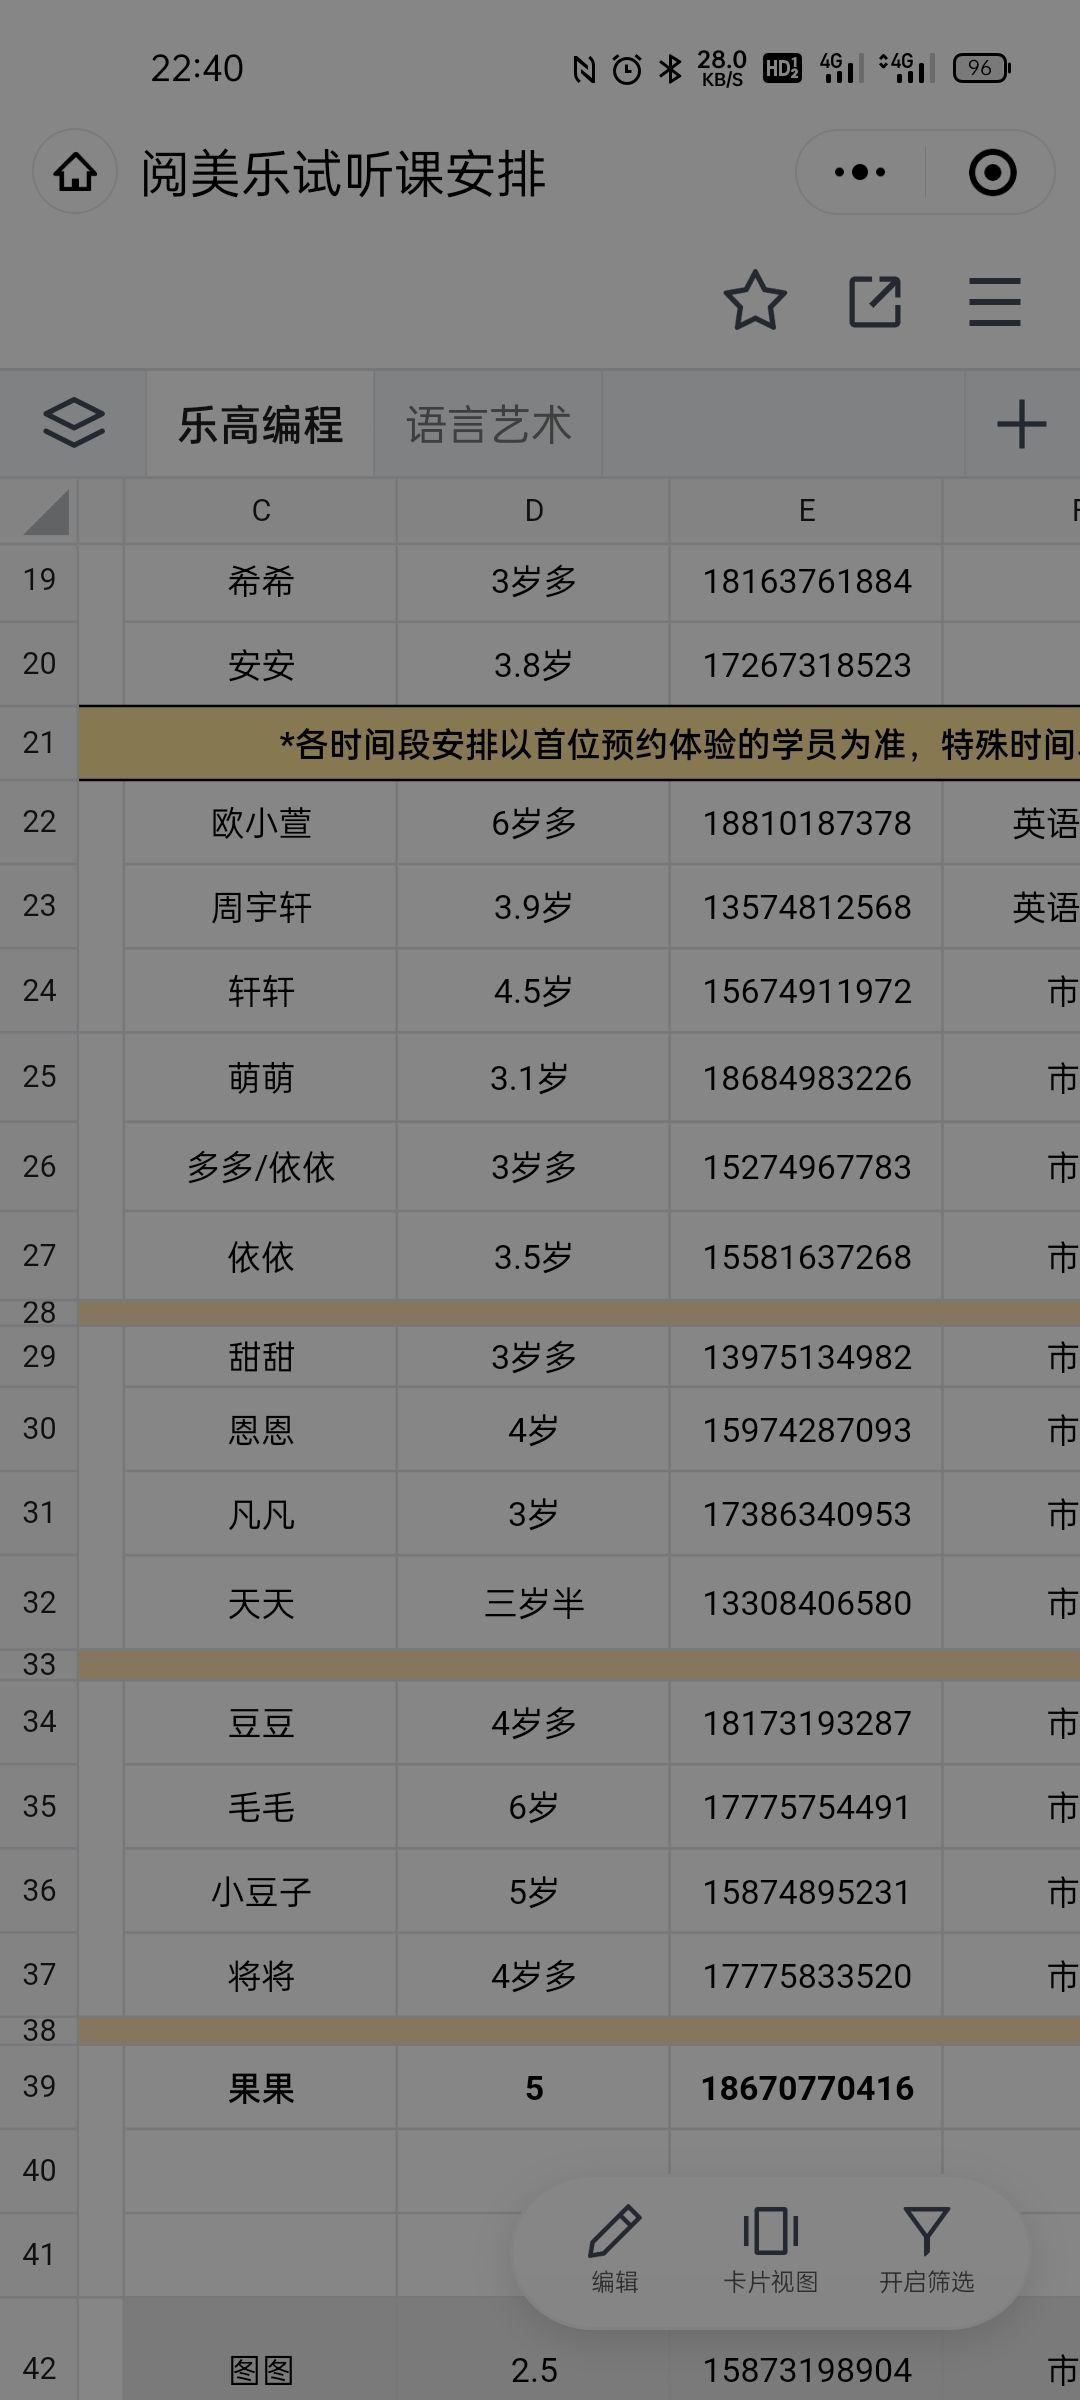 22:40
28.0 KB/S HD 1 2 4G 4G 96
阅美乐试听课安排
乐高编程 语言艺术
C D E
19 希希 3岁多 18163761884
20 安安 3.8岁 17267318523
21 *各时间段安排以首位预约体验的学员为准，特殊时间
22 欧小萱 6岁多 18810187378 英语
23 周宇轩 3.9岁 13574812568 英语
24 轩轩 4.5岁 15674911972 市
25 萌萌 3.1岁 18684983226 市
26 多多/依依 3岁多 15274967783 市
27 依依 3.5岁 15581637268 市
28
29 甜甜 3岁多 13975134982 市
30 恩恩 4岁 15974287093 市
31 凡凡 3岁 17386340953 市
32 天天 三岁半 13308406580 市
33
34 豆豆 4岁多 18173193287 市
35 毛毛 6岁 17775754491 市
36 小豆子 5岁 15874895231 市
37 将将 4岁多 17775833520 市
38
39 果果 5 18670770416
40
41
编辑 卡片视图 开启筛选
42 图图 2.5 15873198904 市